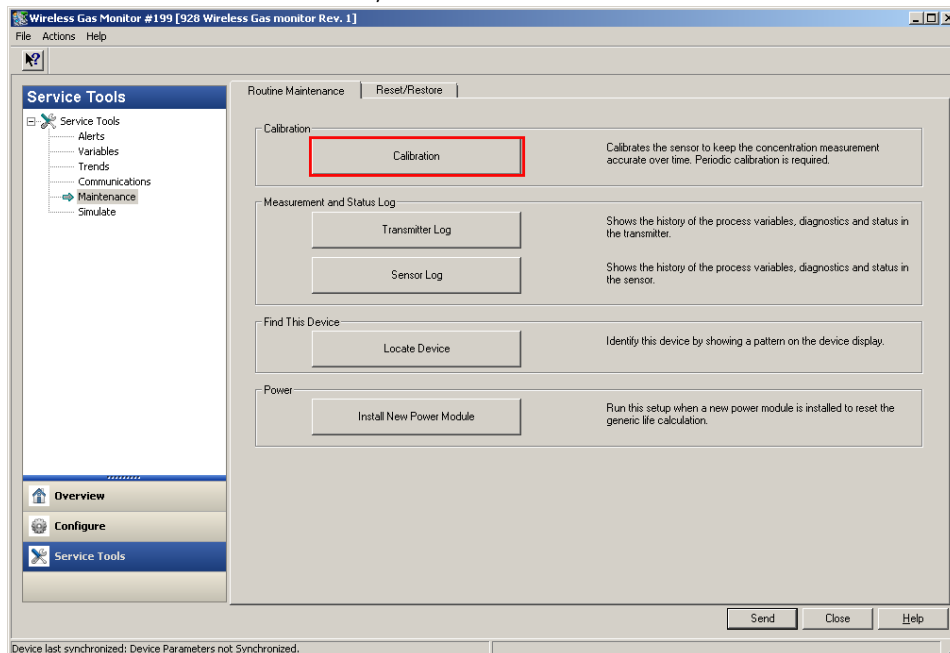 Wireless Gas Monitor #199 [928 Wireless Gas monitor Rev. 1]
File Actions Help
Service Tools
Service Tools
Alerts
Variables
Trends
Communications
Maintenance
Simulate
Overview
Configure
Service Tools
Routine Maintenance
Reset/Restore
Calibration
Calibration
Calibrates the sensor to keep the concentration measurement
accurate over time. Periodic calibration is required.
Measurement and Status Log
Transmitter Log
Shows the history of the process variables, diagnostics and status in
the transmitter.
Sensor Log
Shows the history of the process variables, diagnostics and status in
the sensor.
Find This Device
Locate Device
Identify this device by showing a pattern on the device display.
Power
Install New Power Module
Run this setup when a new power module is installed to reset the
generic life calculation.
Send
Close
Help
Device last synchronized: Device Parameters not Synchronized.